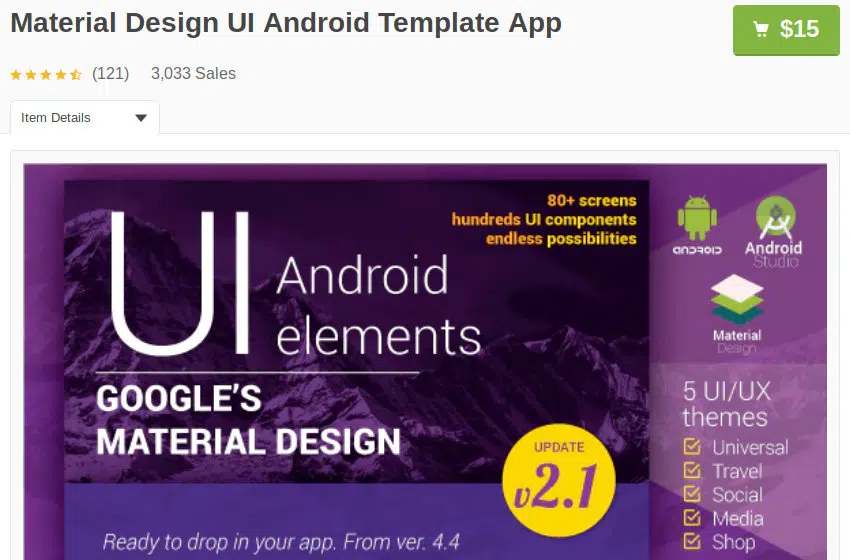 Material Design UI Android Template App
$15
(121) 3,033 Sales
Item Details
80+ screens
hundreds UI components
endless possibilities
UI
Android
elements
GOOGLE'S
MATERIAL DESIGN
UPDATE
v2.1
Ready to drop in your app. From ver. 4.4
ANDROID
Android
Studio
Material
Design
5 UI/UX
themes
Universal
Travel
Social
Media
Shop